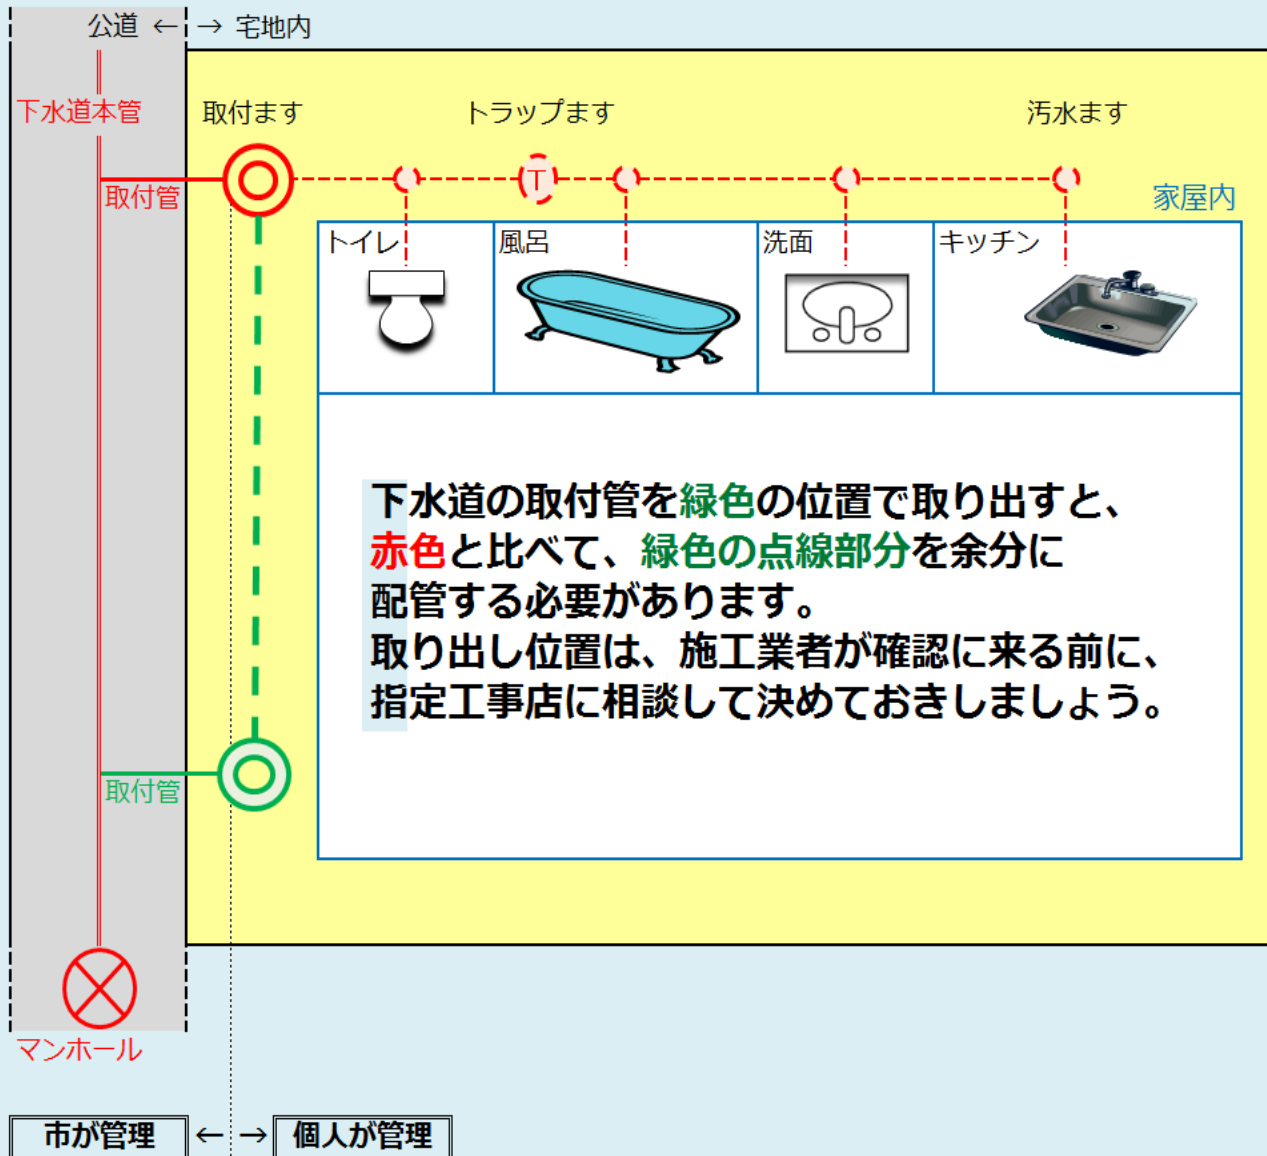 公道 ← → 宅地内
下水道本管
取付ます
トラップます
汚水ます
T
取付管
家屋内
トイレ
風呂
洗面
キッチン
下水道の取付管を緑色の位置で取り出すと、
赤色と比べて、緑色の点線部分を余分に
配管する必要があります。
取り出し位置は、施工業者が確認に来る前に、
指定工事店に相談して決めておきましょう。
取付管
マンホール
市が管理 ← → 個人が管理